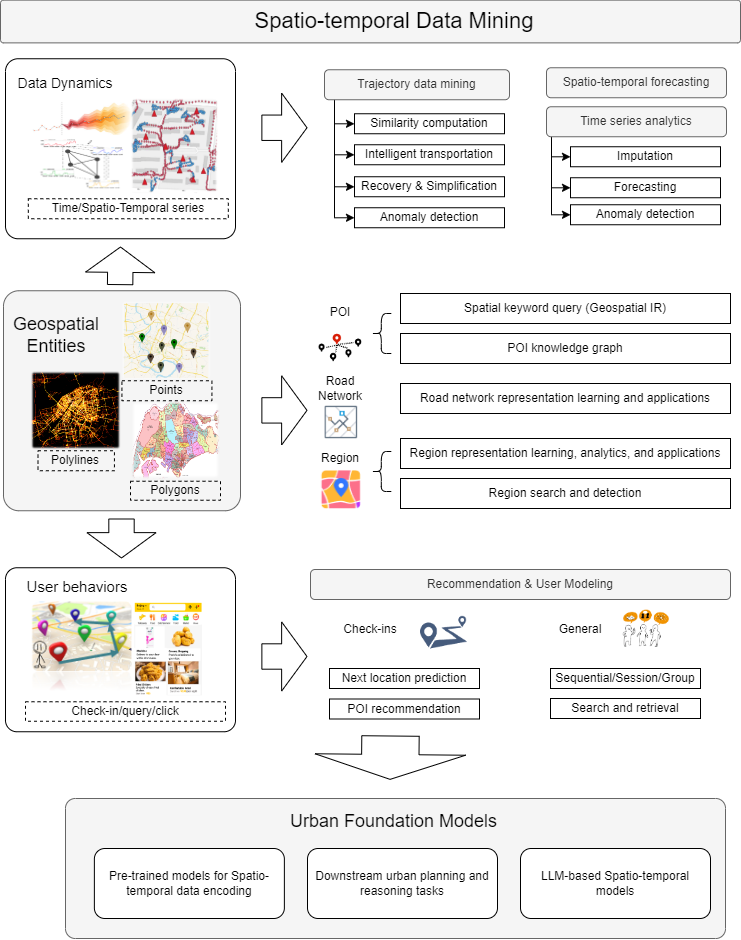 Spatio-temporal Data Mining
Data Dynamics
Time/Spatio-Temporal series
Trajectory data mining
Similarity computation
Intelligent transportation
Recovery & Simplification
Anomaly detection
Spatio-temporal forecasting
Time series analytics
Imputation
Forecasting
Anomaly detection
Geospatial
Entities
Points
Polylines
Polygons
POI
Spatial keyword query (Geospatial IR)
POI knowledge graph
Road
Network
Road network representation learning and applications
Region
Region representation learning, analytics, and applications
Region search and detection
User behaviors
Check-in/query/click
Recommendation & User Modeling
Check-ins
Next location prediction
POI recommendation
General
Sequential/Session/Group
Search and retrieval
Urban Foundation Models
Pre-trained models for Spatio-
temporal data encoding
Downstream urban planning and
reasoning tasks
LLM-based Spatio-temporal
models